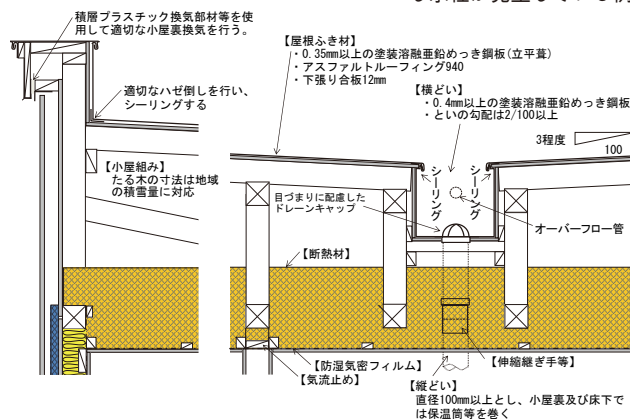 積層プラスチック換気部材等を使
用して適切な小屋裏換気を行う。
適切なハゼ倒しを行い、
シーリングする
【小屋組み】
たる木の寸法は地域
の積雪量に対応
【屋根ふき材】
・0.35mm以上の塗装溶融亜鉛めっき鋼板(立平葺)
・アスファルトルーフィング940
・下張り合板12mm
【横どい】
・0.4mm以上の塗装溶融亜鉛めっき鋼板
・といの勾配は2/100以上
3程度
100
シーリング
シーリング
目づまりに配慮した
ドレーンキャップ
オーバーフロー管
【断熱材】
【防湿気密フィルム】
【気流止め】
【伸縮継ぎ手等】
【縦どい】
直径100mm以上とし、小屋裏及び床下で
は保温筒等を巻く